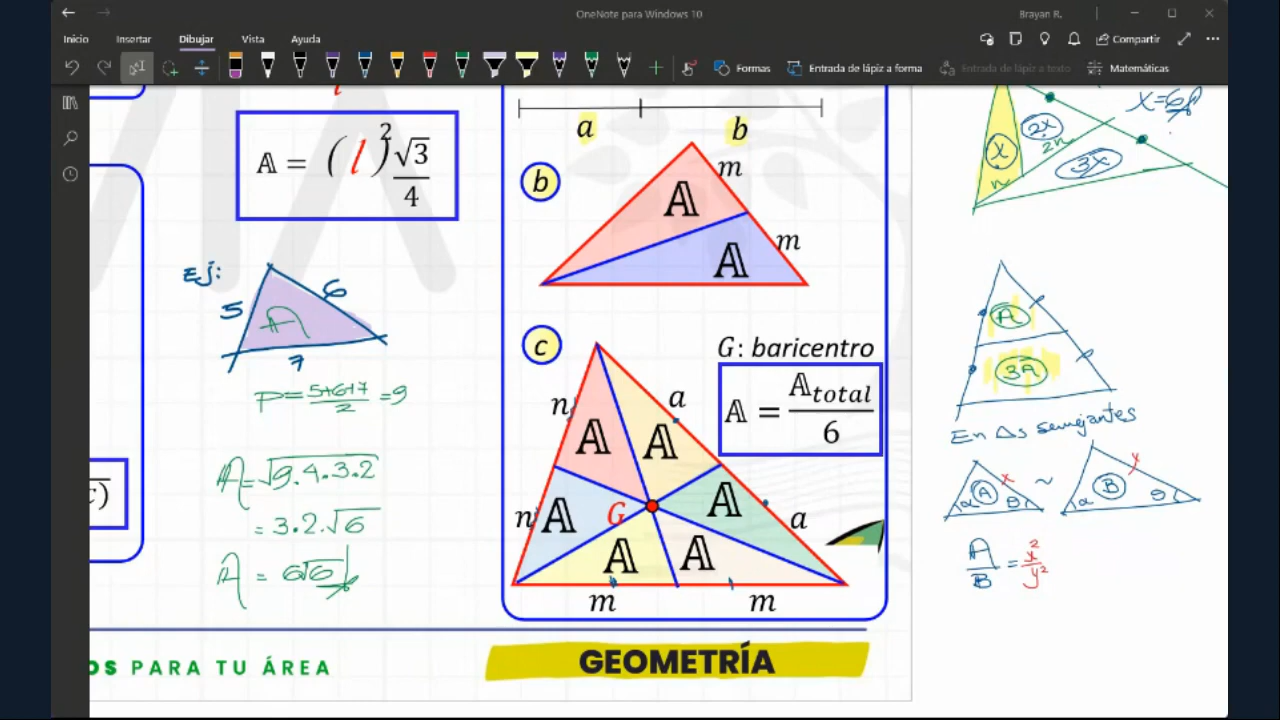 OneNote para Windows 10
Brayan R.
Inicio Insertar Dibujar Vista Ayuda
Compartir
Formas Entrada de lápiz a forma Entrada de lápiz a texto Matemáticas
𝔸 = (l)² √3/4
Ej:
5 6
A
7
P = 5+6+7/2 = 9
A = √9.4.3.2
= 3.2.√6
A = 6√6
OS PARA TU ÁREA
a b
b
m
𝔸
m
𝔸
c
G: baricentro
𝔸 = 𝔸total/6
n a
𝔸 𝔸
n 𝔸 G 𝔸 a
𝔸 𝔸
m m
GEOMETRÍA
2x
2n
x
3x
n
A
3A
En Δs semejantes
A x ~ B y
α θ α θ
A/B = x²/y²